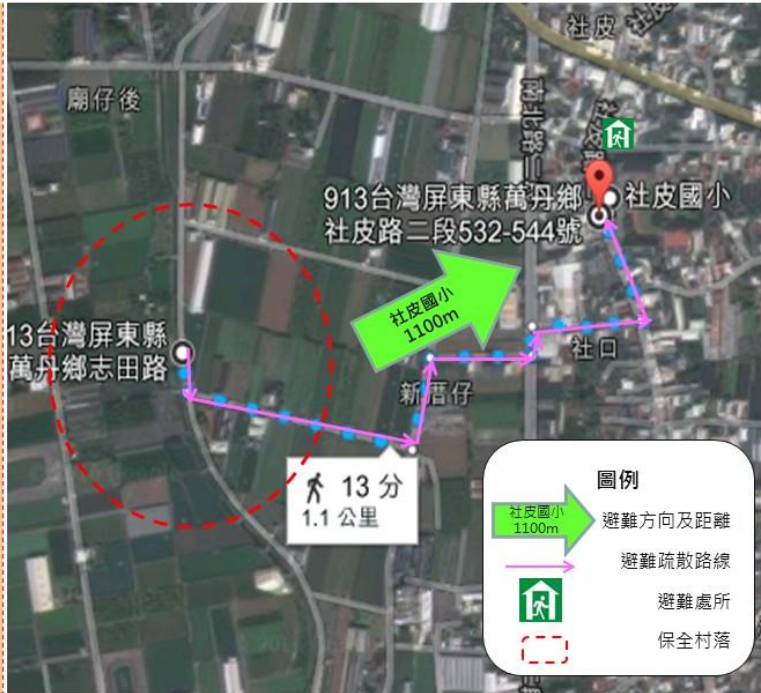 社皮
廟仔後
南北路二
社皮路
913台灣屏東縣萬丹鄉
社皮路二段532-544號
社皮國小
社皮國小
1100m
13台灣屏東縣
萬丹鄉志田路
社口
新厝仔
13 分
1.1 公里
圖例
社皮國小
1100m
避難方向及距離
避難疏散路線
避難處所
保全村落